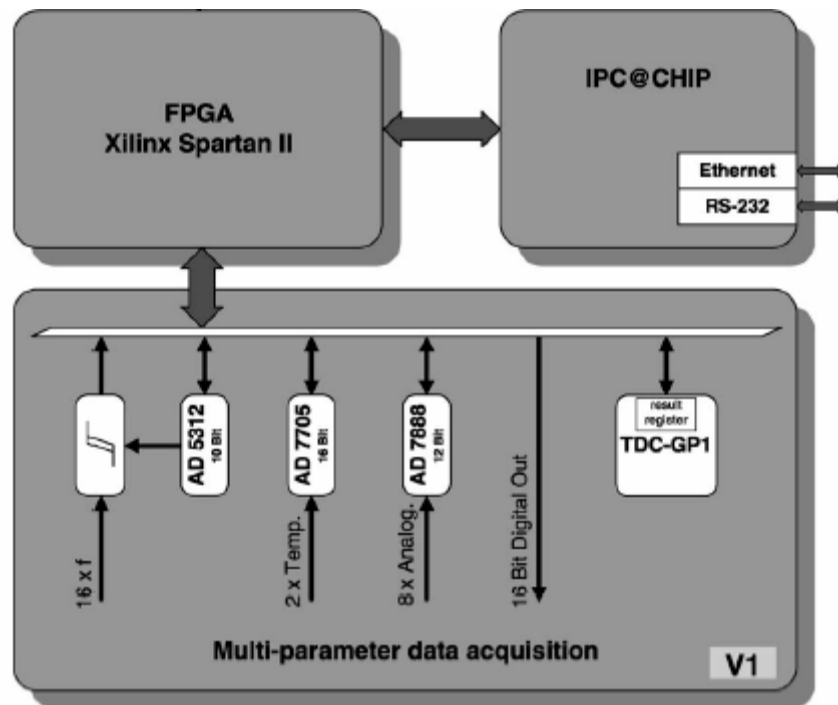 FPGA
Xilinx Spartan II
IPC@CHIP
Ethernet
RS-232
AD 5312
10 Bit
AD 7705
16 Bit
AD 7888
12 Bit
result
register
TDC-GP1
16 x f
2 x Temp.
8 x Analog.
16 Bit Digital Out
Multi-parameter data acquisition
V1